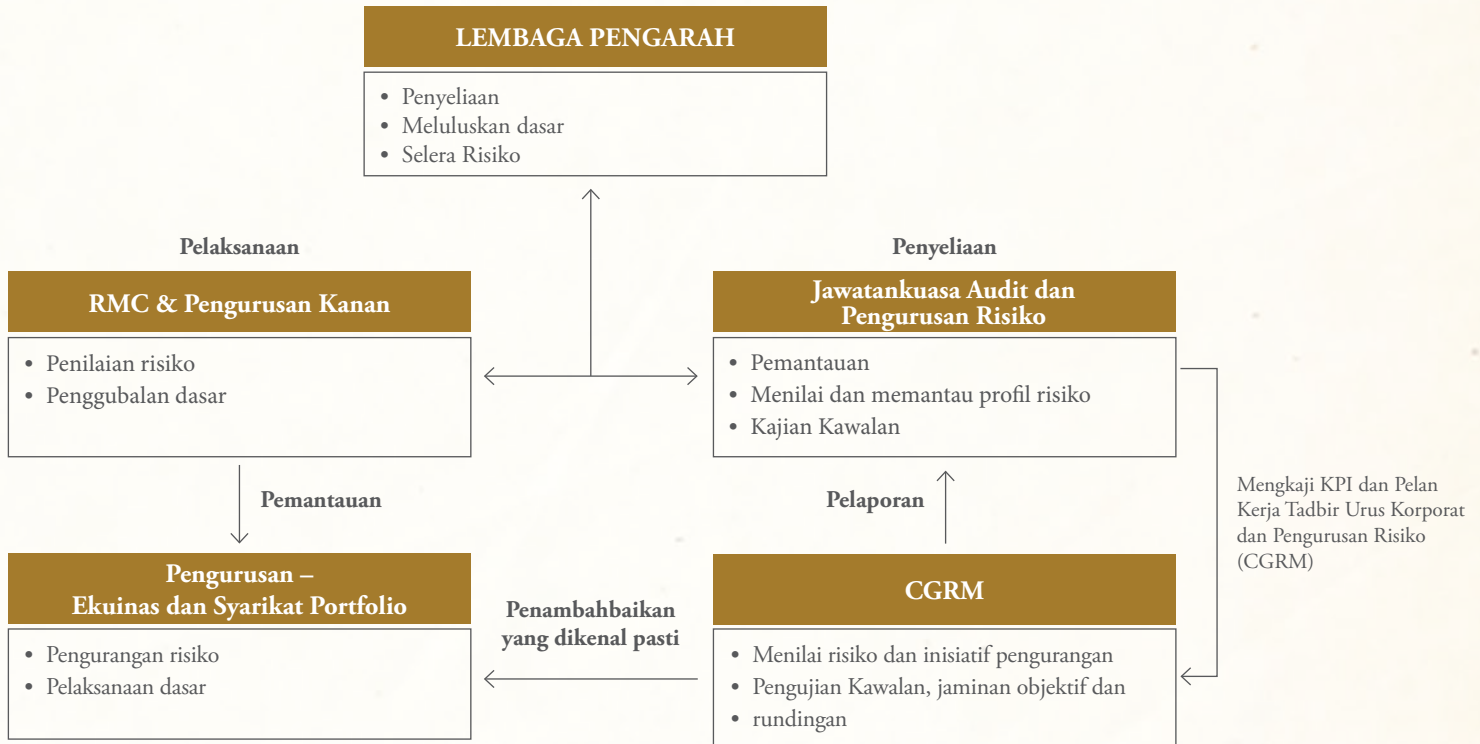 LEMBAGA PENGARAH
• Penyeliaan
• Meluluskan dasar
• Selera Risiko
Pelaksanaan
RMC & Pengurusan Kanan
• Penilaian risiko
• Penggubalan dasar
Penyeliaan
Jawatankuasa Audit dan
Pengurusan Risiko
• Pemantauan
• Menilai dan memantau profil risiko
• Kajian Kawalan
Pemantauan
Pelaporan
Mengkaji KPI dan Pelan
Kerja Tadbir Urus Korporat
dan Pengurusan Risiko
(CGRM)
Pengurusan –
Ekuinas dan Syarikat Portfolio
• Pengurangan risiko
• Pelaksanaan dasar
Penambahbaikan
yang dikenal pasti
CGRM
• Menilai risiko dan inisiatif pengurangan
• Pengujian Kawalan, jaminan objektif dan
• rundingan